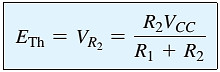 E_Th = V_R₂ = R₂V_CC / (R₁ + R₂)